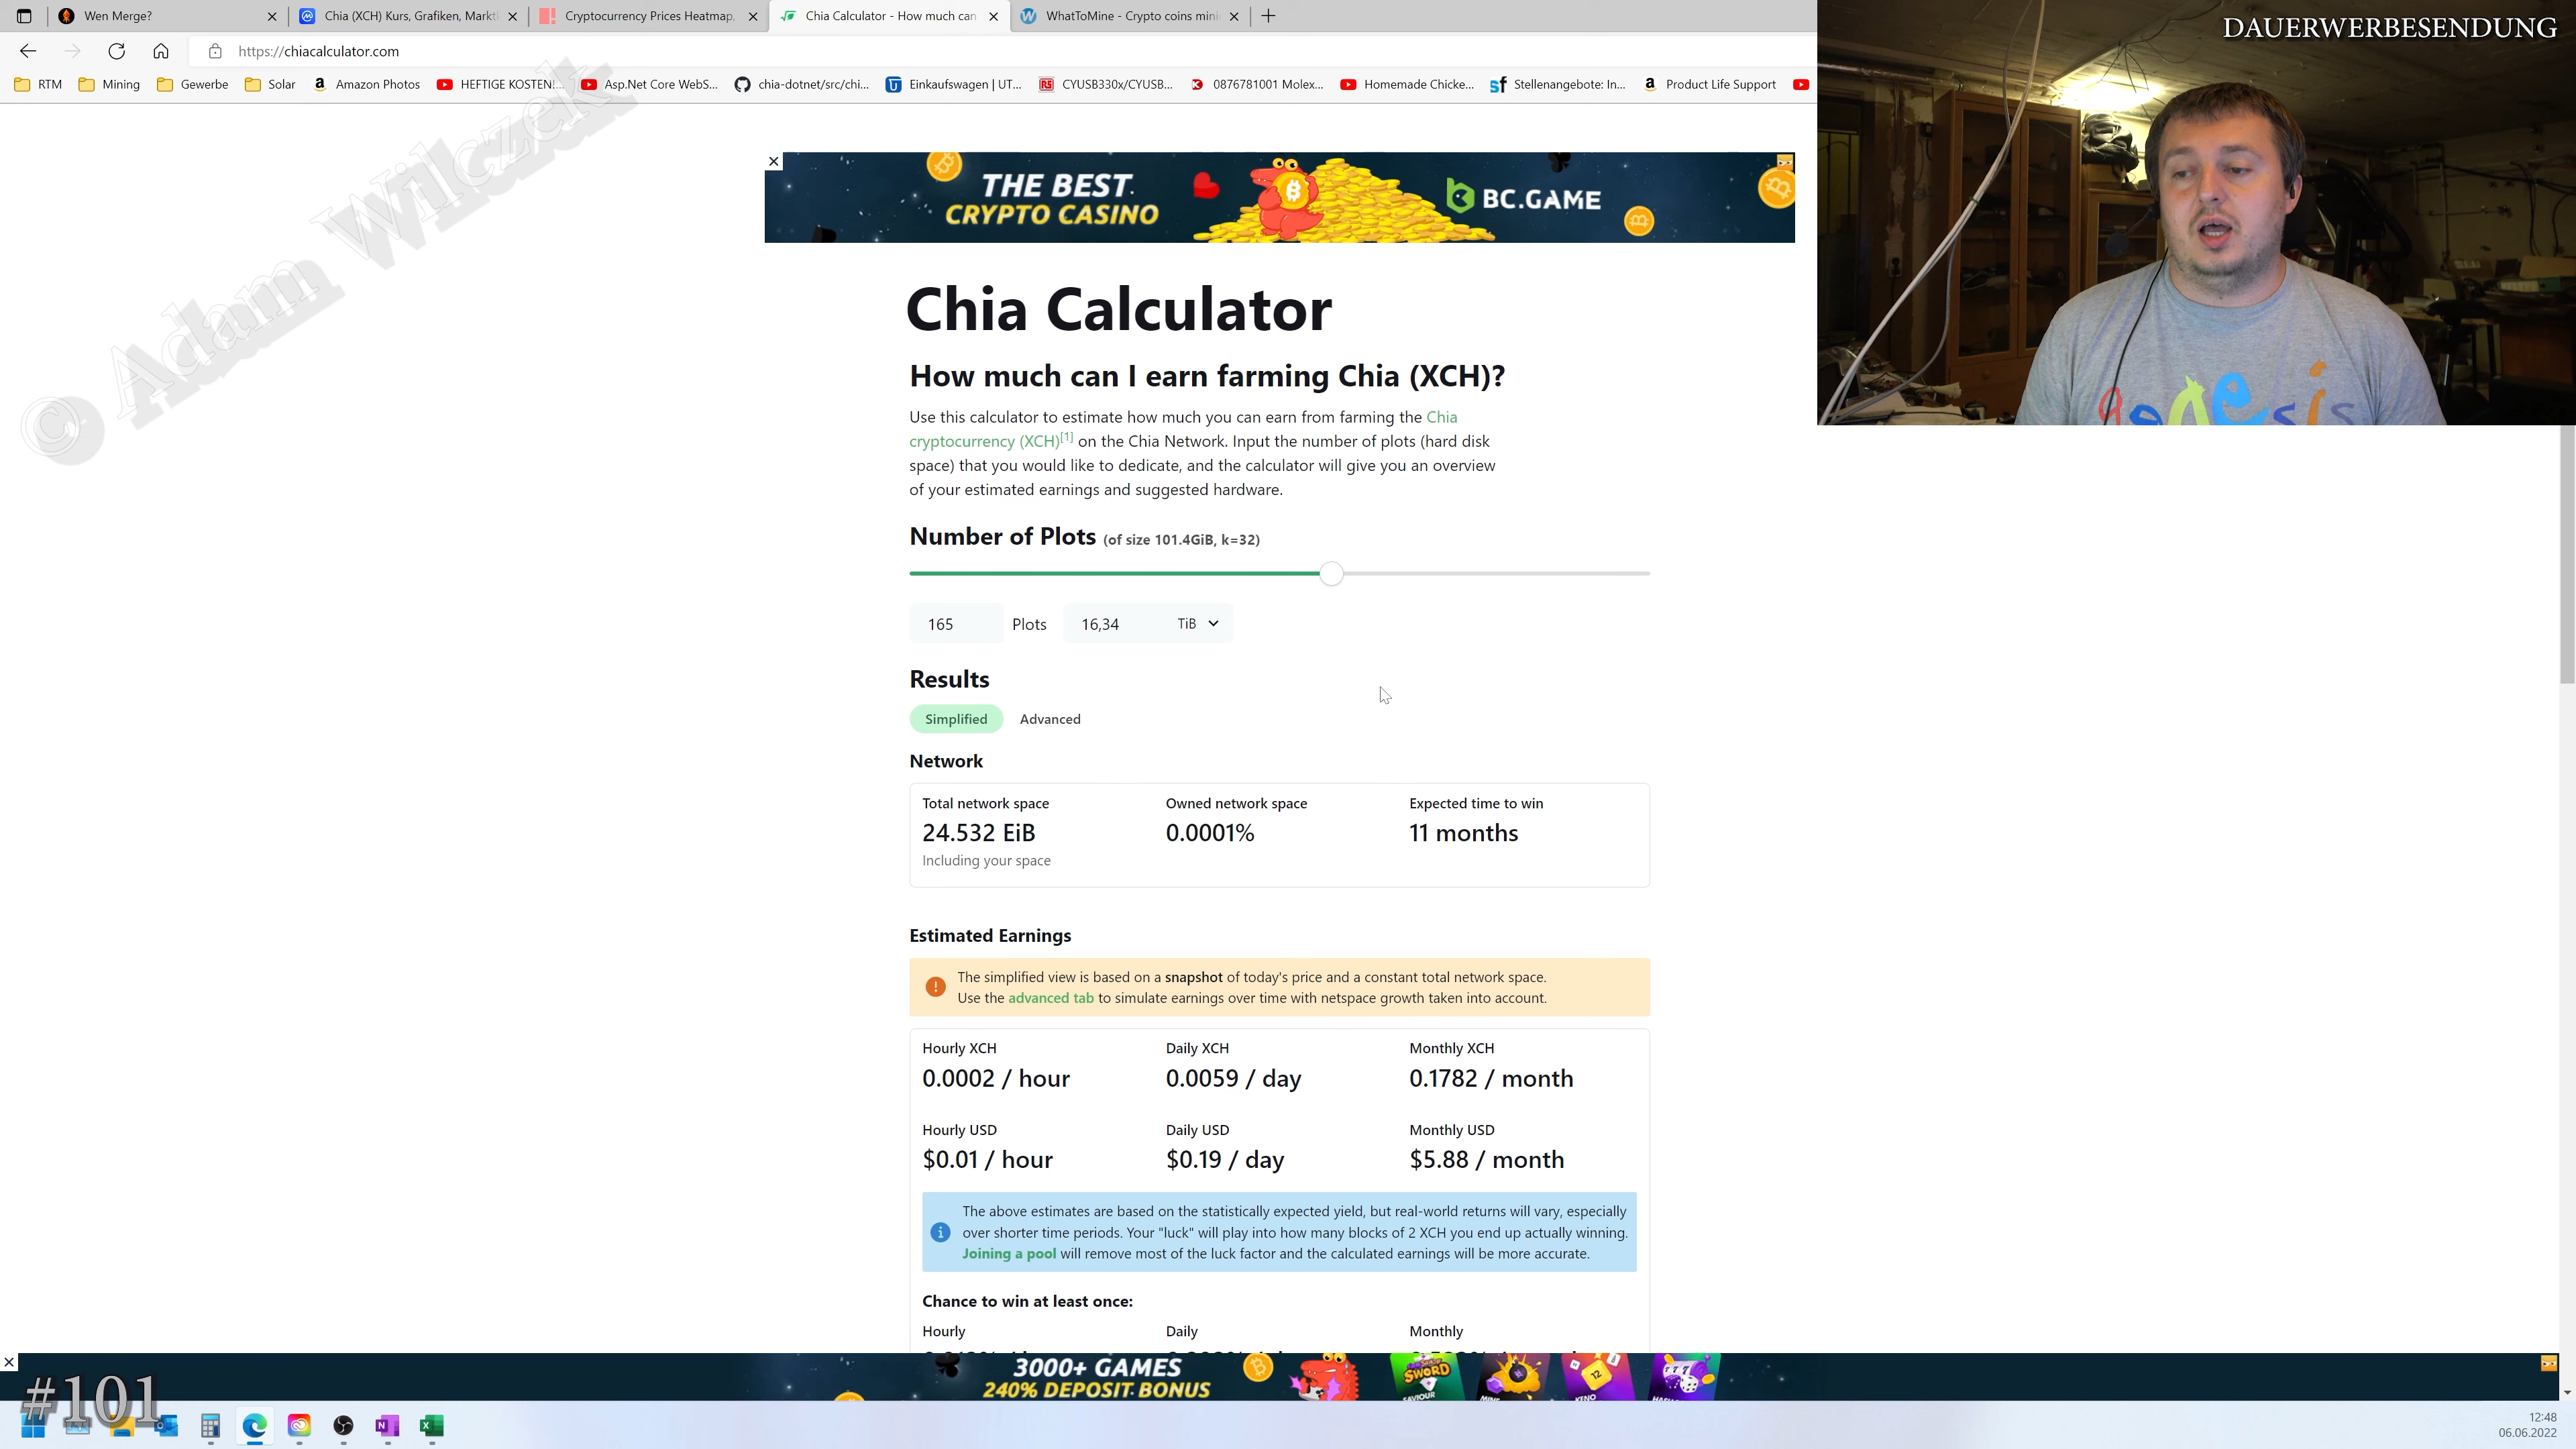 Wen Merge?
Chia (XCH) Kurs, Grafiken, Markt
Cryptocurrency Prices Heatmap,
Chia Calculator - How much can
WhatToMine - Crypto coins mini
https://chiacalculator.com
RTM
Mining
Gewerbe
Solar
Amazon Photos
HEFTIGE KOSTEN!...
Asp.Net Core WebS...
chia-dotnet/src/chi...
Einkaufswagen | UT...
CYUSB330x/CYUSB...
0876781001 Molex...
Homemade Chicke...
Stellenangebote: In...
Product Life Support
DAUERWERBESENDUNG
© Adam Wilczek
THE BEST
CRYPTO CASINO
BC.GAME
genesis
Chia Calculator
How much can I earn farming Chia (XCH)?
Use this calculator to estimate how much you can earn from farming the Chia
cryptocurrency (XCH)[1] on the Chia Network. Input the number of plots (hard disk
space) that you would like to dedicate, and the calculator will give you an overview
of your estimated earnings and suggested hardware.
Number of Plots (of size 101.4GiB, k=32)
165 Plots 16,34 TiB
Results
Simplified Advanced
Network
Total network space Owned network space Expected time to win
24.532 EiB 0.0001% 11 months
Including your space
Estimated Earnings
The simplified view is based on a snapshot of today's price and a constant total network space.
Use the advanced tab to simulate earnings over time with netspace growth taken into account.
Hourly XCH Daily XCH Monthly XCH
0.0002 / hour 0.0059 / day 0.1782 / month
Hourly USD Daily USD Monthly USD
$0.01 / hour $0.19 / day $5.88 / month
The above estimates are based on the statistically expected yield, but real-world returns will vary, especially
over shorter time periods. Your "luck" will play into how many blocks of 2 XCH you end up actually winning.
Joining a pool will remove most of the luck factor and the calculated earnings will be more accurate.
Chance to win at least once:
Hourly Daily Monthly
3000+ GAMES
240% DEPOSIT BONUS
SWORD
SAVIOUR
12
KENO
#101
12:48
06.06.2022